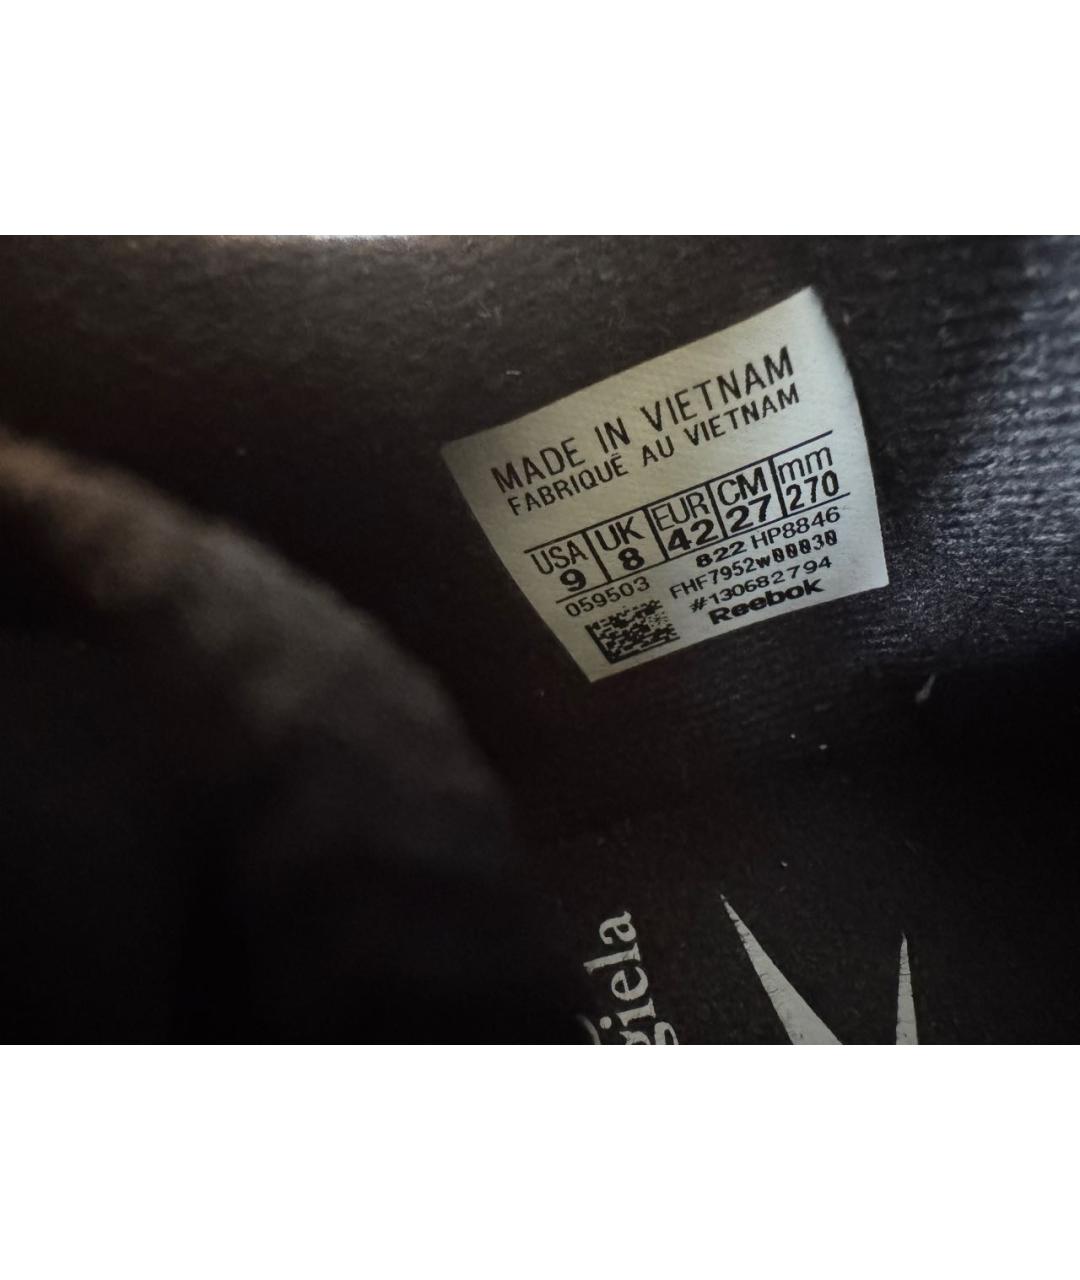 MADE IN VIETNAM
FABRIQUÉ AU VIETNAM
USA UK EUR CM mm
9 8 42 27 270
059503 822 HP8846
FHF7952w00030
#130682794
Reebok
giela